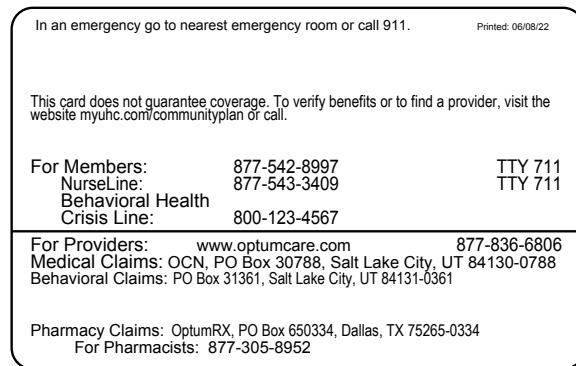 In an emergency go to nearest emergency room or call 911. Printed: 06/08/22
This card does not guarantee coverage. To verify benefits or to find a provider, visit the
website myuhc.com/communityplan or call.
For Members: 877-542-8997 TTY 711
NurseLine: 877-543-3409 TTY 711
Behavioral Health
Crisis Line: 800-123-4567
For Providers: www.optumcare.com 877-836-6806
Medical Claims: OCN, PO Box 30788, Salt Lake City, UT 84130-0788
Behavioral Claims: PO Box 31361, Salt Lake City, UT 84131-0361
Pharmacy Claims: OptumRX, PO Box 650334, Dallas, TX 75265-0334
For Pharmacists: 877-305-8952